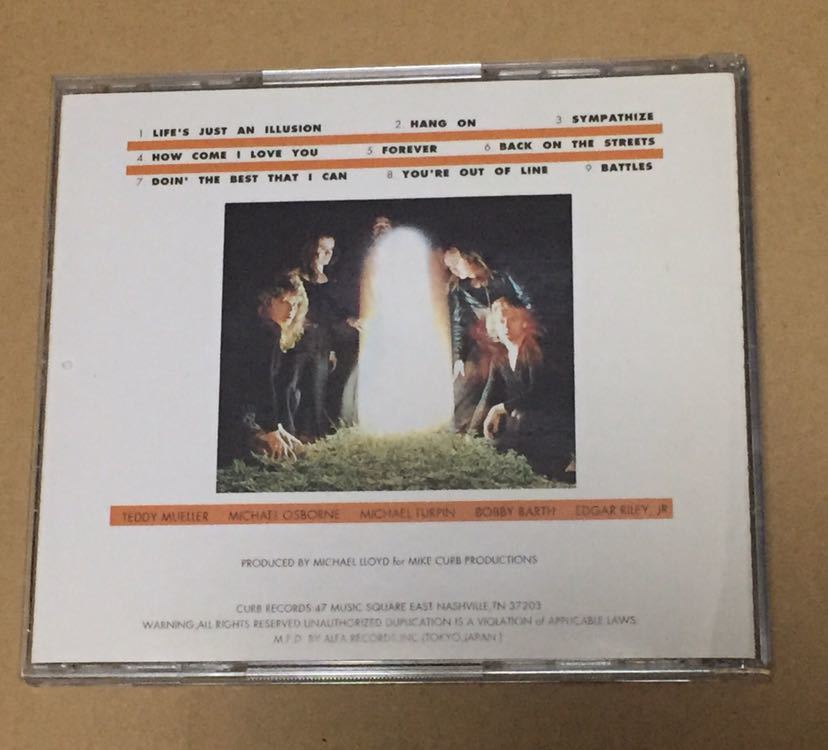 1 LIFE'S JUST AN ILLUSION 2 HANG ON 3 SYMPATHIZE
4 HOW COME I LOVE YOU 5 FOREVER 6 BACK ON THE STREETS
7 DOIN' THE BEST THAT I CAN 8 YOU'RE OUT OF LINE 9 BATTLES
TEDDY MUELLER MICHAEL OSBORNE MICHAEL TURPIN BOBBY BARTH EDGAR RILEY, JR
PRODUCED BY MICHAEL LLOYD for MIKE CURB PRODUCTIONS
CURB RECORDS 47 MUSIC SQUARE EAST NASHVILLE,TN 37203
WARNING,ALL RIGHTS RESERVED.UNAUTHORIZED DUPLICATION IS A VIOLATION of APPLICABLE LAWS.
M.F.D. BY ALFA RECORDS,INC.(TOKYO,JAPAN.)